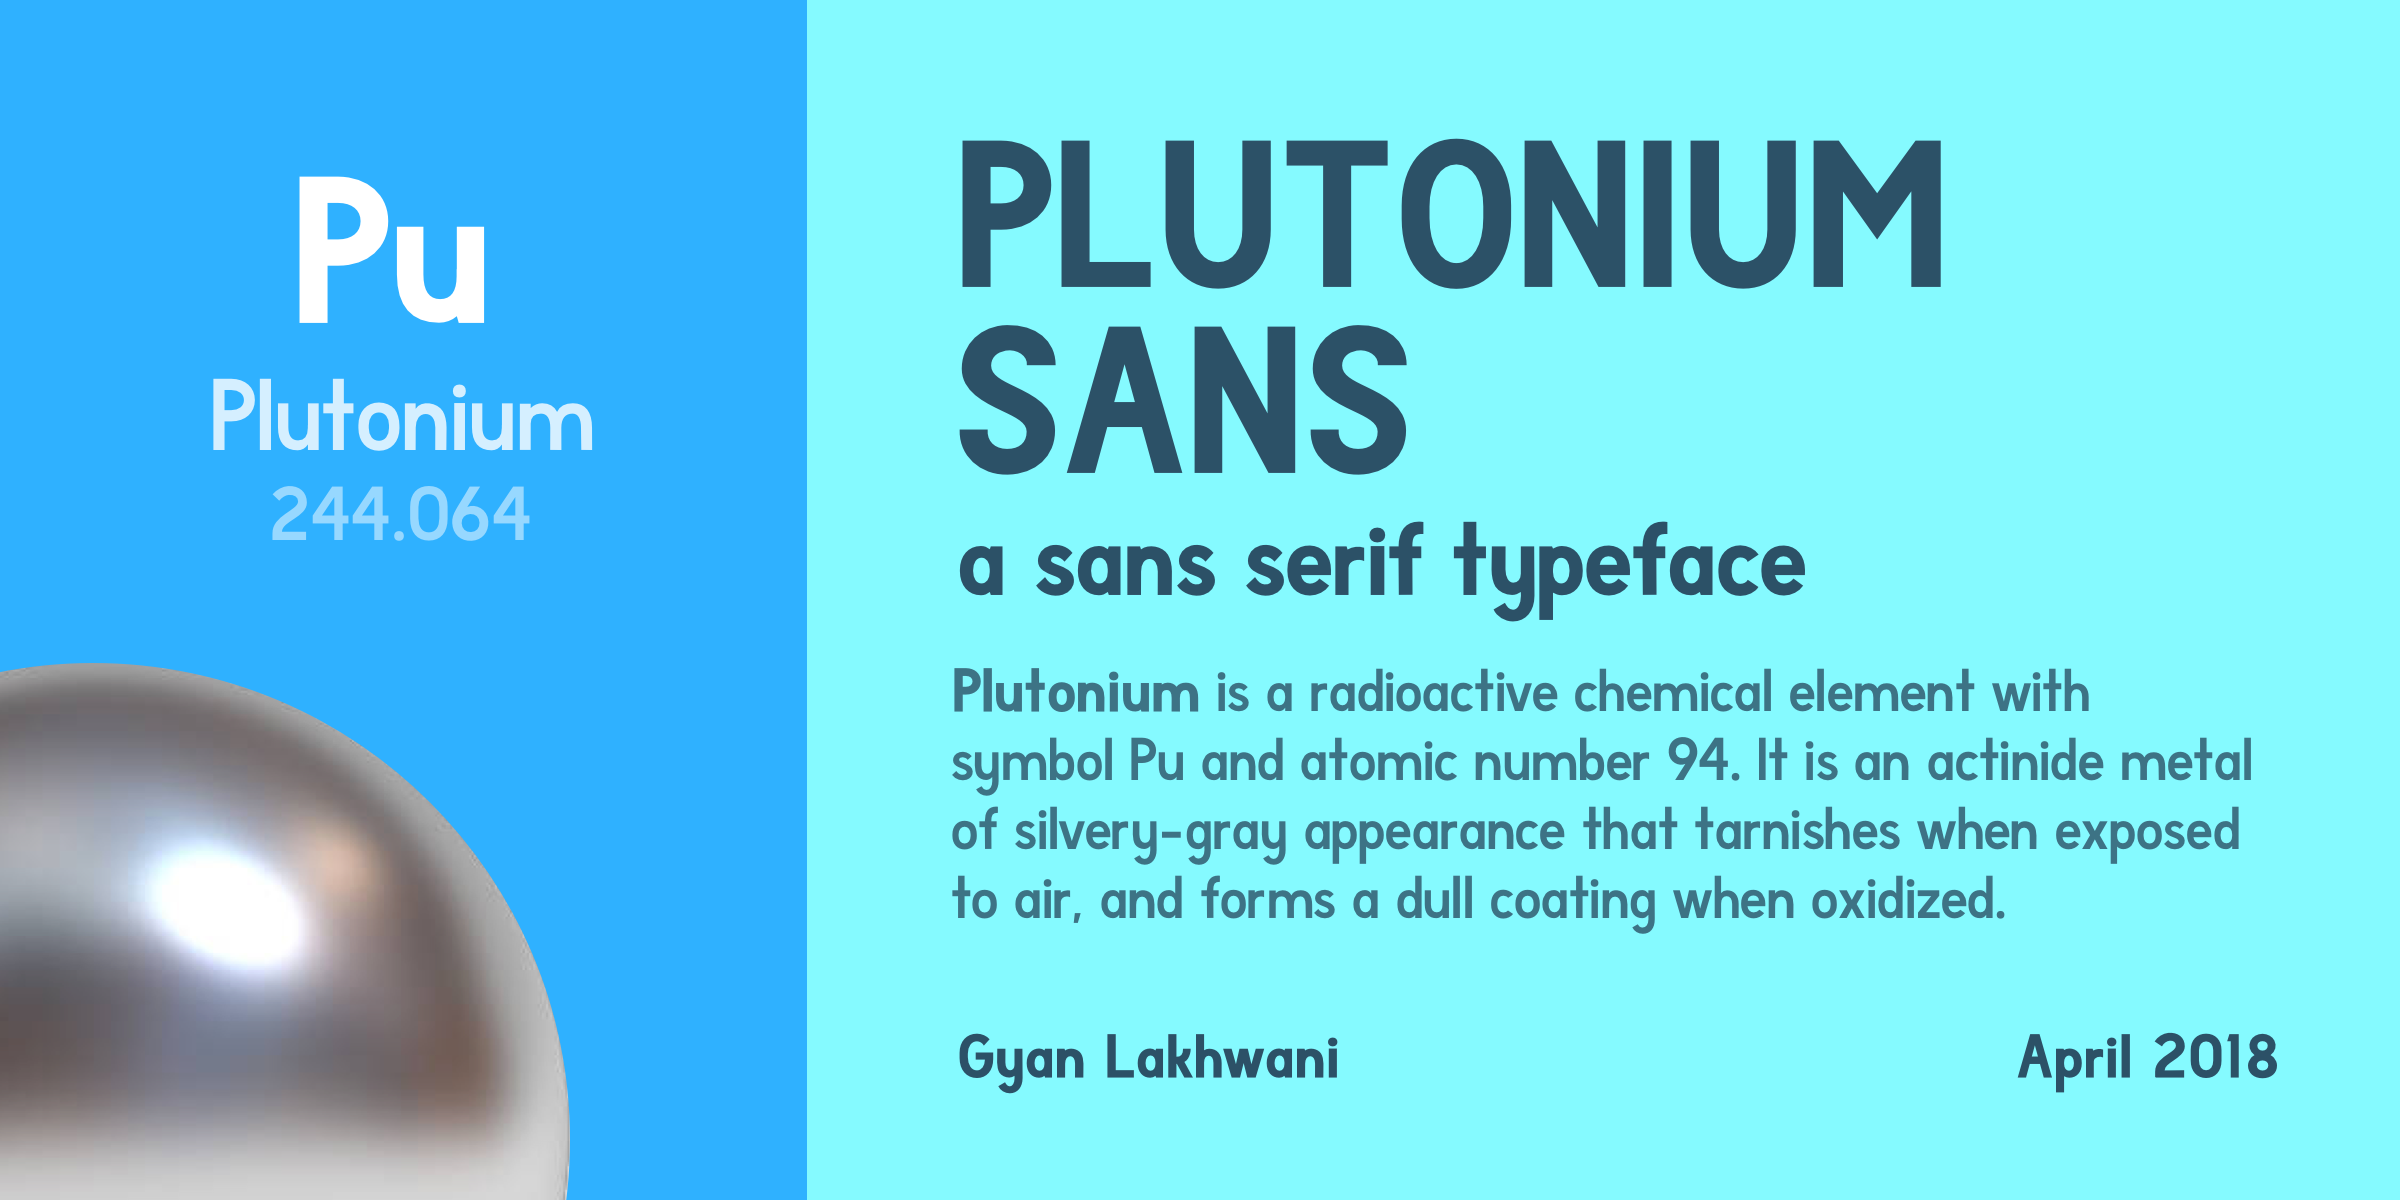 Pu
Plutonium
244.064
PLUTONIUM
SANS
a sans serif typeface
Plutonium is a radioactive chemical element with
symbol Pu and atomic number 94. It is an actinide metal
of silvery-gray appearance that tarnishes when exposed
to air, and forms a dull coating when oxidized.
Gyan Lakhwani
April 2018